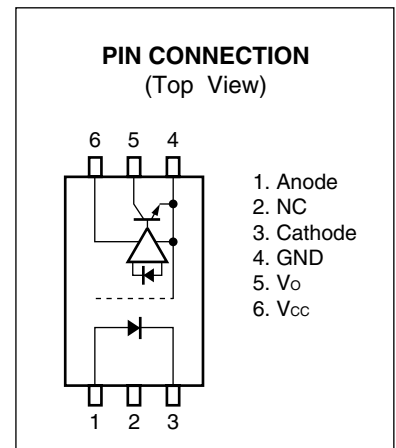 PIN CONNECTION
(Top View)
6 5 4
1. Anode
2. NC
3. Cathode
4. GND
5. Vo
6. Vcc
1 2 3